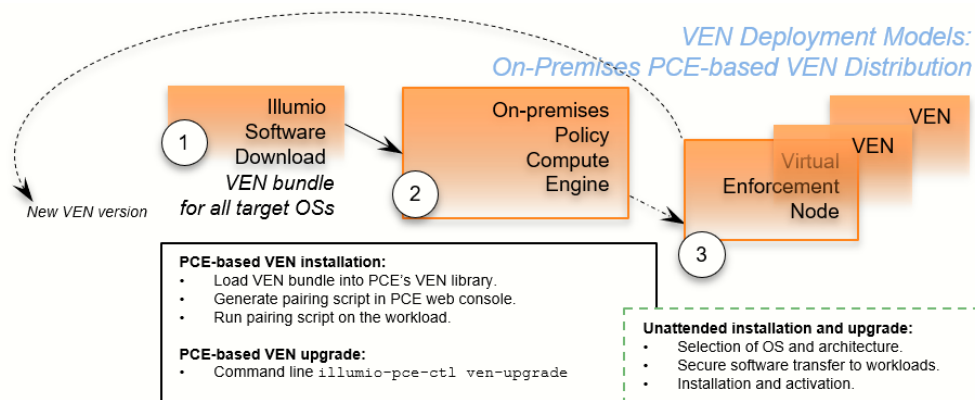 VEN Deployment Models:
On-Premises PCE-based VEN Distribution
1
Illumio
Software
Download
VEN bundle
for all target OSs
2
On-premises
Policy
Compute
Engine
VEN
VEN
Virtual
Enforcement
Node
3
New VEN version
PCE-based VEN installation:
• Load VEN bundle into PCE's VEN library.
• Generate pairing script in PCE web console.
• Run pairing script on the workload.
PCE-based VEN upgrade:
• Command line illumio-pce-ctl ven-upgrade
Unattended installation and upgrade:
• Selection of OS and architecture.
• Secure software transfer to workloads.
• Installation and activation.